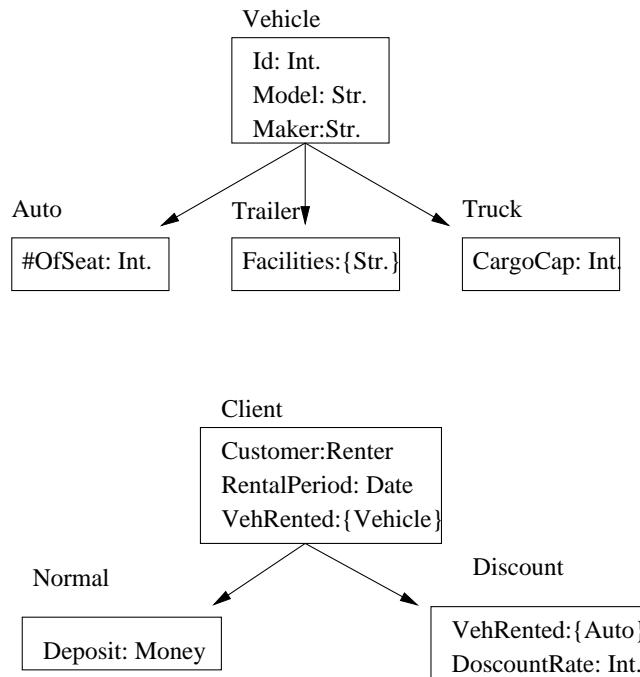 Vehicle
Id: Int.
Model: Str.
Maker:Str.
Auto
Trailer
Truck
#OfSeat: Int.
Facilities:{Str.}
CargoCap: Int.
Client
Customer:Renter
RentalPeriod: Date
VehRented:{Vehicle}
Normal
Discount
Deposit: Money
VehRented:{Auto}
DoscountRate: Int.